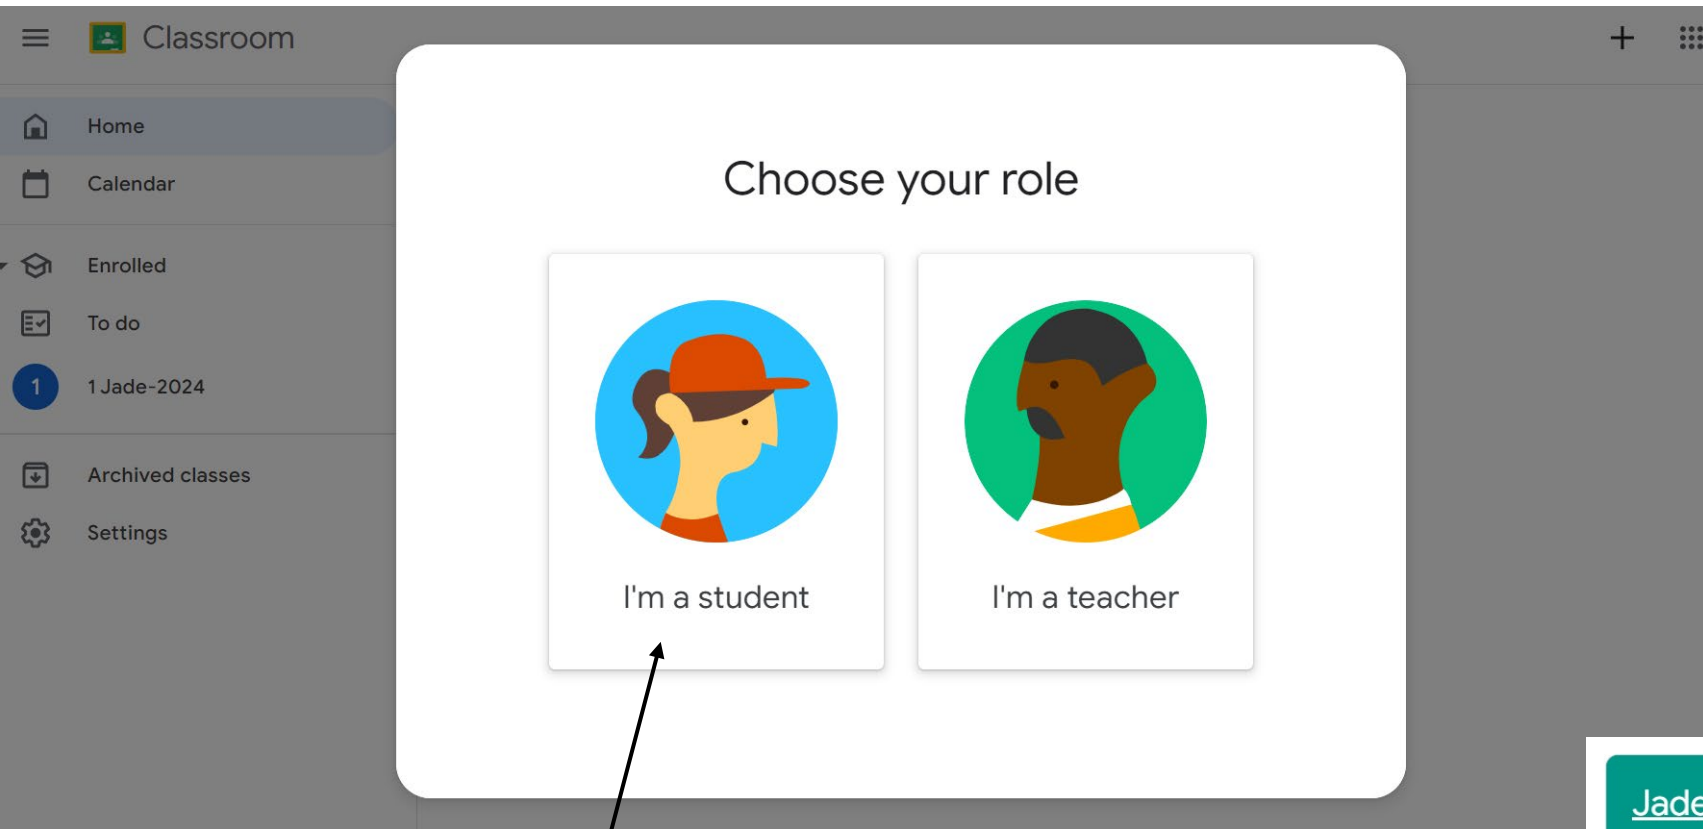 Classroom
Home
Calendar
Enrolled
To do
1
1 Jade-2024
Archived classes
Settings
Choose your role
I'm a student
I'm a teacher
Jade